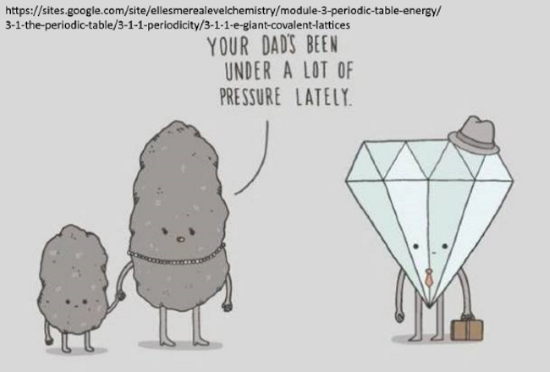 https://sites.google.com/site/ellesmerealevelchemistry/module-3-periodic-table-energy/
3-1-the-periodic-table/3-1-1-periodicity/3-1-1-e-giant-covalent-lattices
YOUR DAD'S BEEN
UNDER A LOT OF
PRESSURE LATELY.